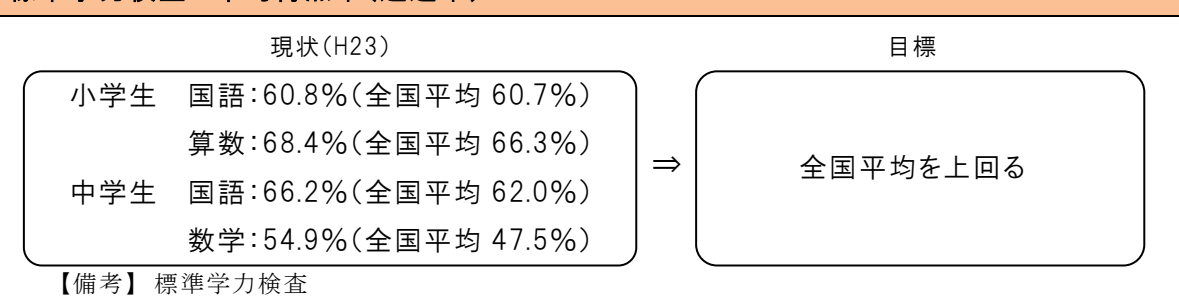 現状(H23)
目標
小学生 国語:60.8%(全国平均 60.7%)
算数:68.4%(全国平均 66.3%)
中学生 国語:66.2%(全国平均 62.0%)
数学:54.9%(全国平均 47.5%)
⇒
全国平均を上回る
【備考】 標準学力検査